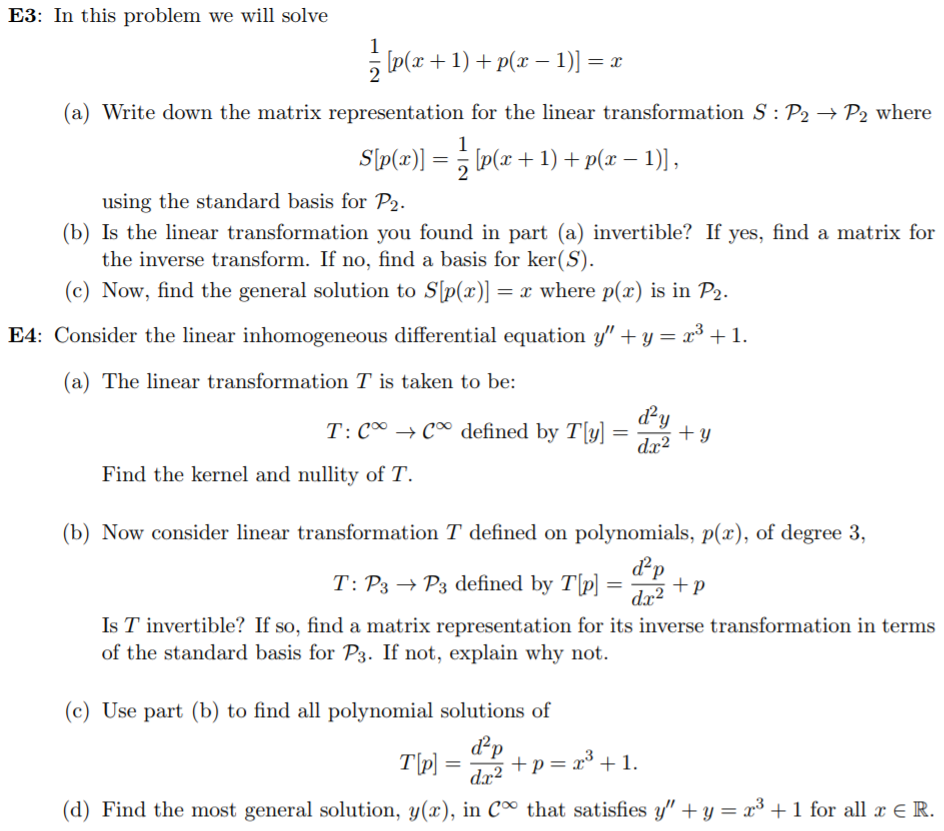 E3: In this problem we will solve
1/2 [p(x + 1) + p(x − 1)] = x
(a) Write down the matrix representation for the linear transformation S : P₂ → P₂ where
S[p(x)] = 1/2 [p(x + 1) + p(x − 1)] ,
using the standard basis for P₂.
(b) Is the linear transformation you found in part (a) invertible? If yes, find a matrix for
the inverse transform. If no, find a basis for ker(S).
(c) Now, find the general solution to S[p(x)] = x where p(x) is in P₂.
E4: Consider the linear inhomogeneous differential equation y″ + y = x³ + 1.
(a) The linear transformation T is taken to be:
T : C^∞ → C^∞ defined by T[y] = d²y/dx² + y
Find the kernel and nullity of T.
(b) Now consider linear transformation T defined on polynomials, p(x), of degree 3,
T : P₃ → P₃ defined by T[p] = d²p/dx² + p
Is T invertible? If so, find a matrix representation for its inverse transformation in terms
of the standard basis for P₃. If not, explain why not.
(c) Use part (b) to find all polynomial solutions of
T[p] = d²p/dx² + p = x³ + 1.
(d) Find the most general solution, y(x), in C^∞ that satisfies y″ + y = x³ + 1 for all x ∈ ℝ.